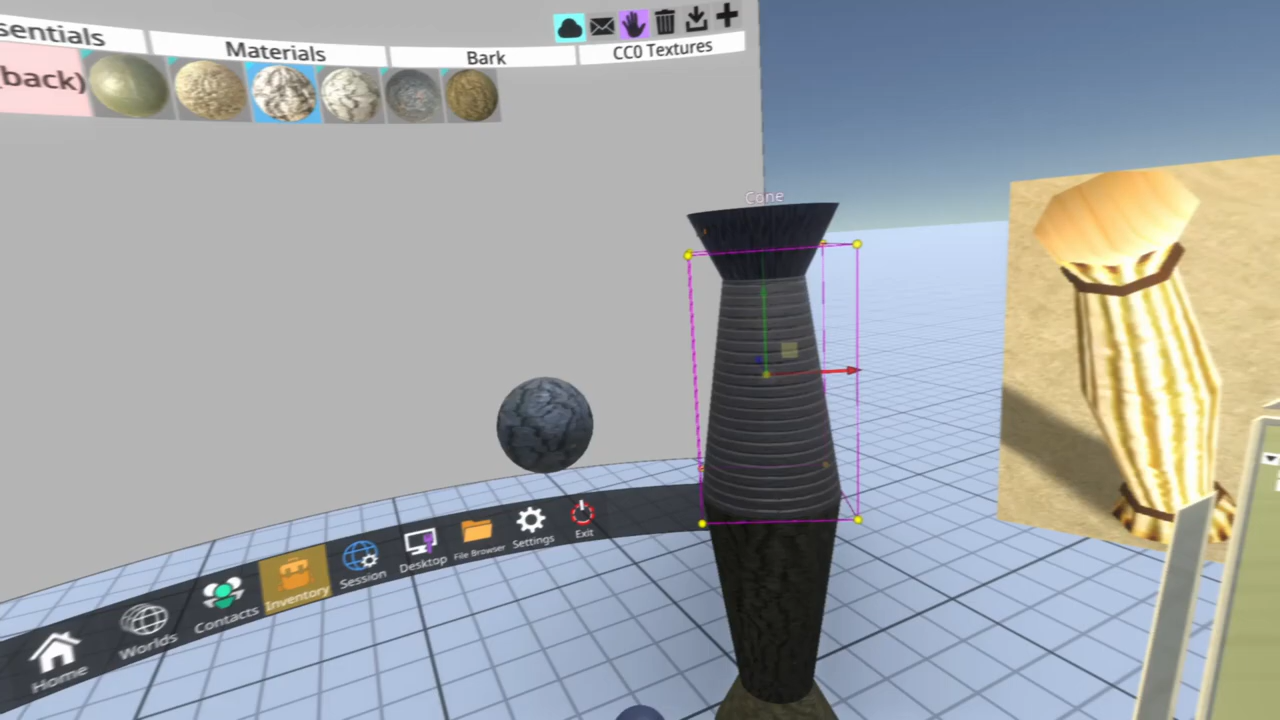 sentials
Materials
Bark
CC0 Textures
(back)
Cone
Home
Worlds
Contacts
Inventory
Session
Desktop
File Browser
Settings
Exit